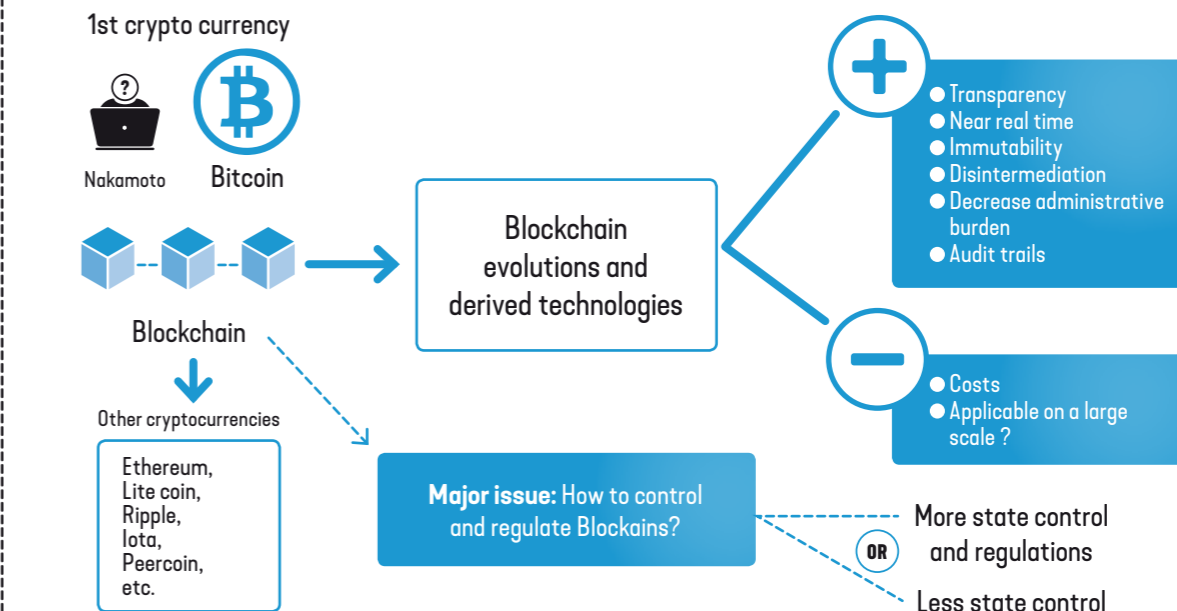 1st crypto currency
?
Nakamoto
Bitcoin
Blockchain
Other cryptocurrencies
Ethereum,
Lite coin,
Ripple,
Iota,
Peercoin,
etc.
Blockchain
evolutions and
derived technologies
Transparency
Near real time
Immutability
Disintermediation
Decrease administrative
burden
Audit trails
Costs
Applicable on a large
scale ?
Major issue: How to control
and regulate Blockains?
More state control
and regulations
OR
Less state control